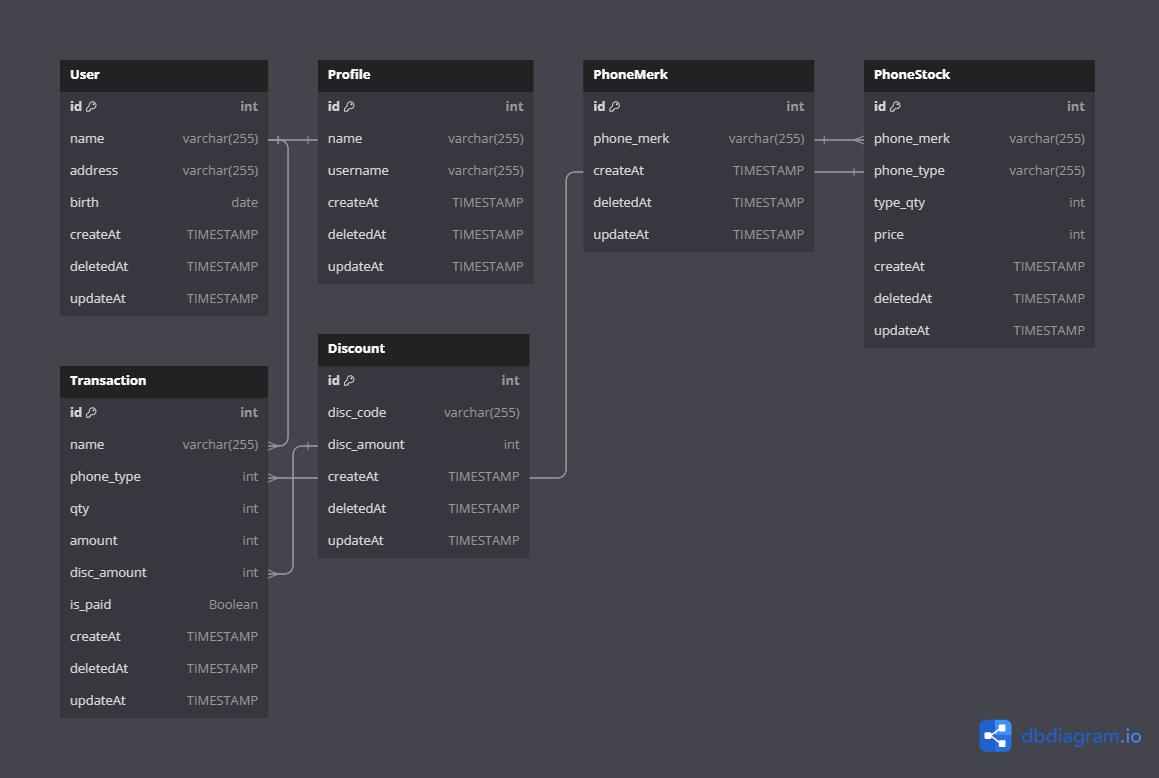 User
id int
name varchar(255)
address varchar(255)
birth date
createAt TIMESTAMP
deletedAt TIMESTAMP
updateAt TIMESTAMP
Profile
id int
name varchar(255)
username varchar(255)
createAt TIMESTAMP
deletedAt TIMESTAMP
updateAt TIMESTAMP
PhoneMerk
id int
phone_merk varchar(255)
createAt TIMESTAMP
deletedAt TIMESTAMP
updateAt TIMESTAMP
PhoneStock
id int
phone_merk varchar(255)
phone_type varchar(255)
type_qty int
price int
createAt TIMESTAMP
deletedAt TIMESTAMP
updateAt TIMESTAMP
Transaction
id int
name varchar(255)
phone_type int
qty int
amount int
disc_amount int
is_paid Boolean
createAt TIMESTAMP
deletedAt TIMESTAMP
updateAt TIMESTAMP
Discount
id int
disc_code varchar(255)
disc_amount int
createAt TIMESTAMP
deletedAt TIMESTAMP
updateAt TIMESTAMP
dbdiagram.io